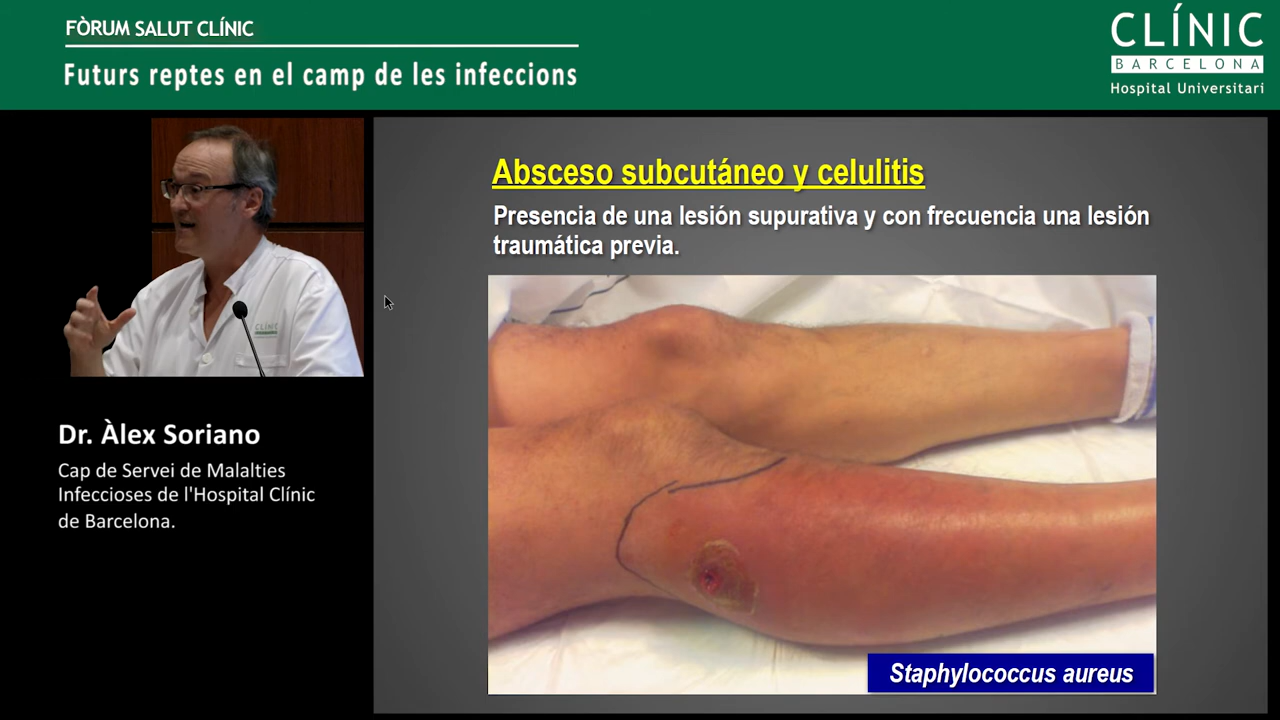 FÒRUM SALUT CLÍNIC
Futurs reptes en el camp de les infeccions
CLÍNIC
BARCELONA
Hospital Universitari
CLÍNIC
Dr. Àlex Soriano
Cap de Servei de Malalties
Infeccioses de l'Hospital Clínic
de Barcelona.
Absceso subcutáneo y celulitis
Presencia de una lesión supurativa y con frecuencia una lesión
traumática previa.
Staphylococcus aureus